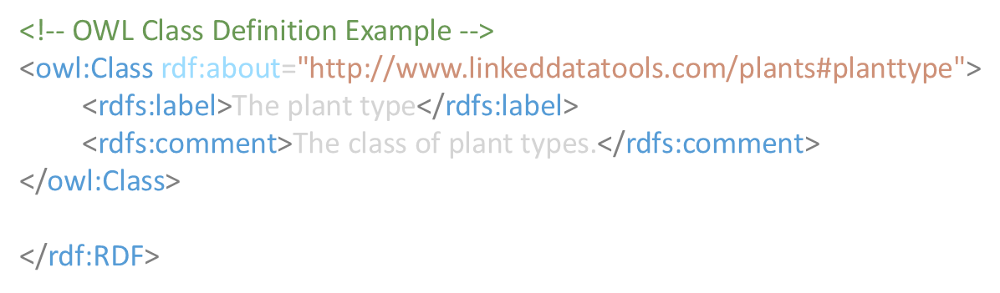 <!-- OWL Class Definition Example -->
<owl:Class rdf:about="http://www.linkeddatatools.com/plants#planttype">
<rdfs:label>The plant type</rdfs:label>
<rdfs:comment>The class of plant types.</rdfs:comment>
</owl:Class>
</rdf:RDF>